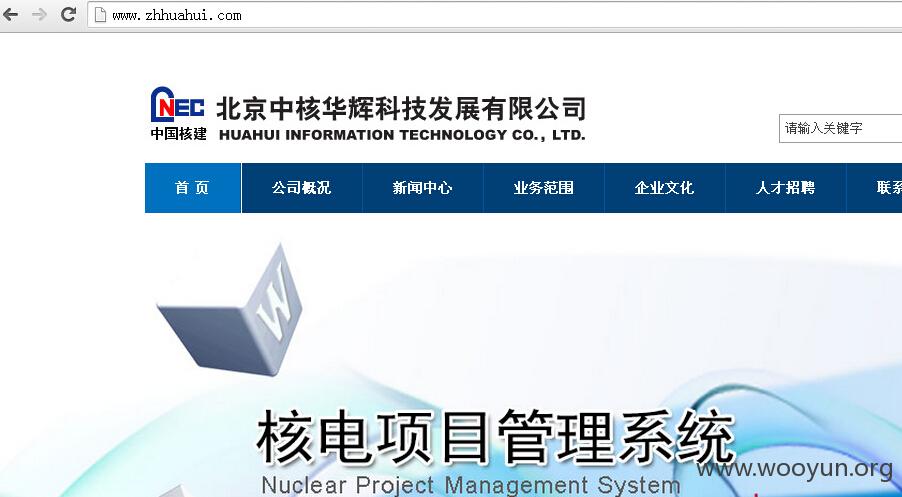 www.zhhuahui.com
NEC 北京中核华辉科技发展有限公司
中国核建 HUAHUI INFORMATION TECHNOLOGY CO., LTD.
请输入关键字
首 页 公司概况 新闻中心 业务范围 企业文化 人才招聘 联系
W
核电项目管理系统
Nuclear Project Management System
www.wooyun.org